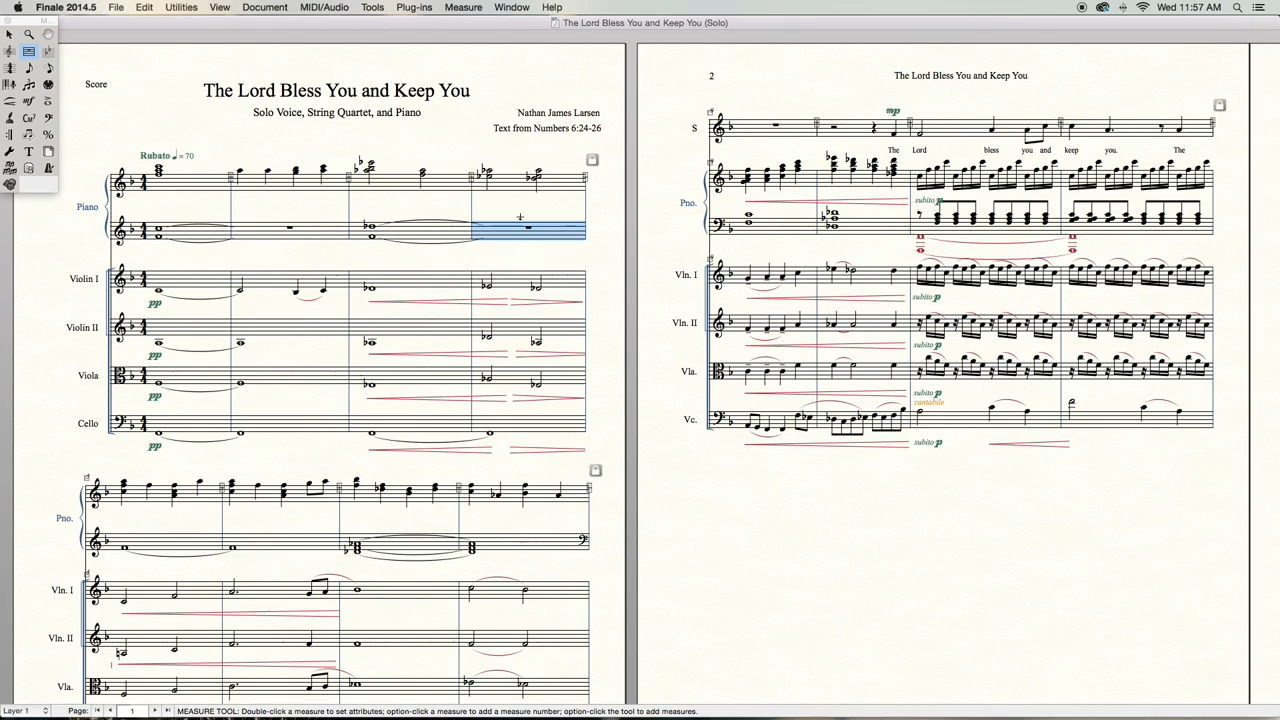 Finale 2014.5 File Edit Utilities View Document MIDI/Audio Tools Plug-ins Measure Window Help Wed 11:57 AM
The Lord Bless You and Keep You (Solo)
Score
The Lord Bless You and Keep You
Solo Voice, String Quartet, and Piano
Nathan James Larsen
Text from Numbers 6:24-26
Rubato ♩ = 70
Piano
Violin I
pp
Violin II
pp
Viola
pp
Cello
pp
Pno.
Vln. I
Vln. II
Vla.
2
The Lord Bless You and Keep You
mp
S
The Lord bless you and keep you. The
Pno.
subito p
Vln. I
subito p
Vln. II
subito p
Vla.
subito p
cantabile
Vc.
subito p
Layer 1 Page: 1 MEASURE TOOL: Double-click a measure to set attributes; option-click a measure to add a measure number; option-click the tool to add measures.